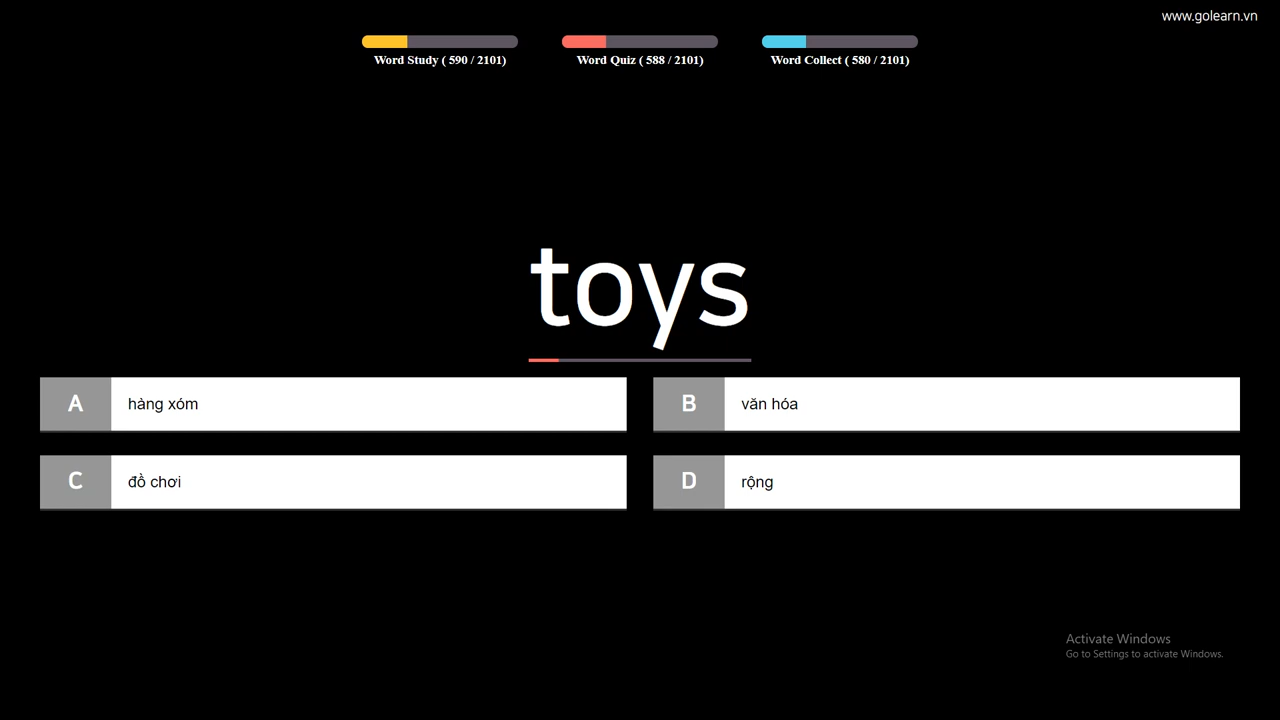 www.golearn.vn
Word Study ( 590 / 2101)
Word Quiz ( 588 / 2101)
Word Collect ( 580 / 2101)
toys
A hàng xóm
B văn hóa
C đồ chơi
D rộng
Activate Windows
Go to Settings to activate Windows.